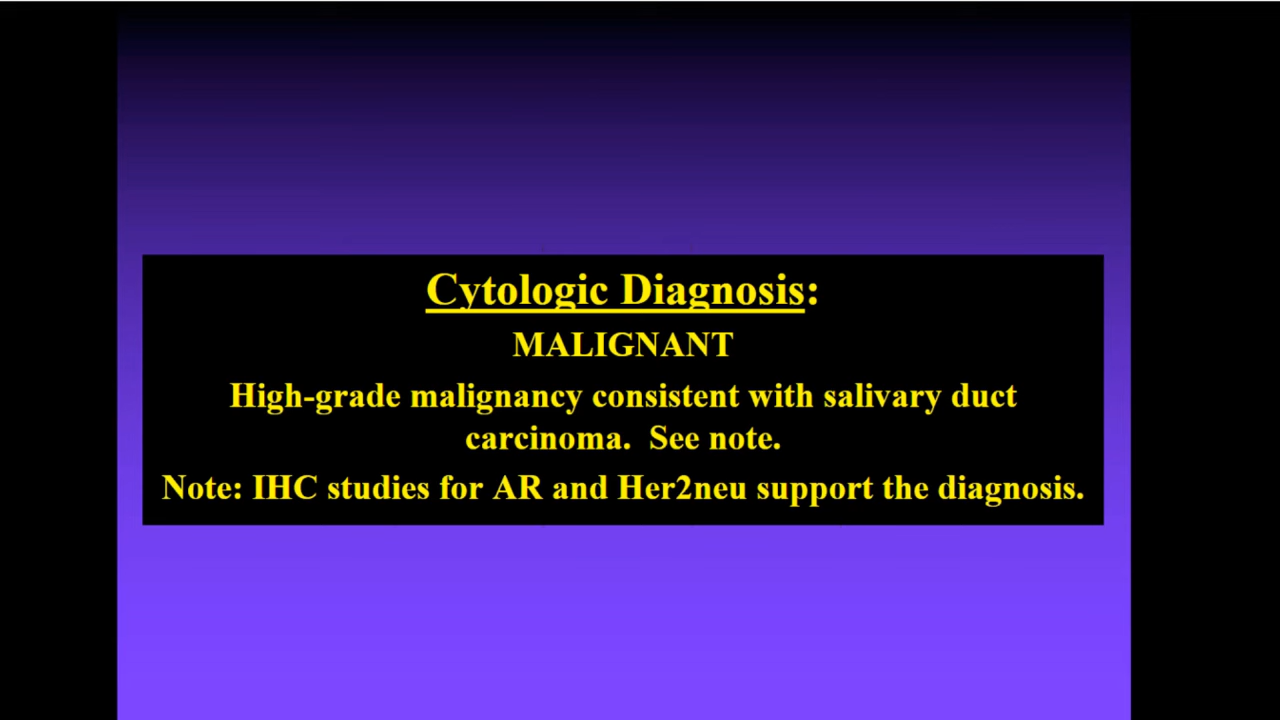 Cytologic Diagnosis:
MALIGNANT
High-grade malignancy consistent with salivary duct
carcinoma. See note.
Note: IHC studies for AR and Her2neu support the diagnosis.